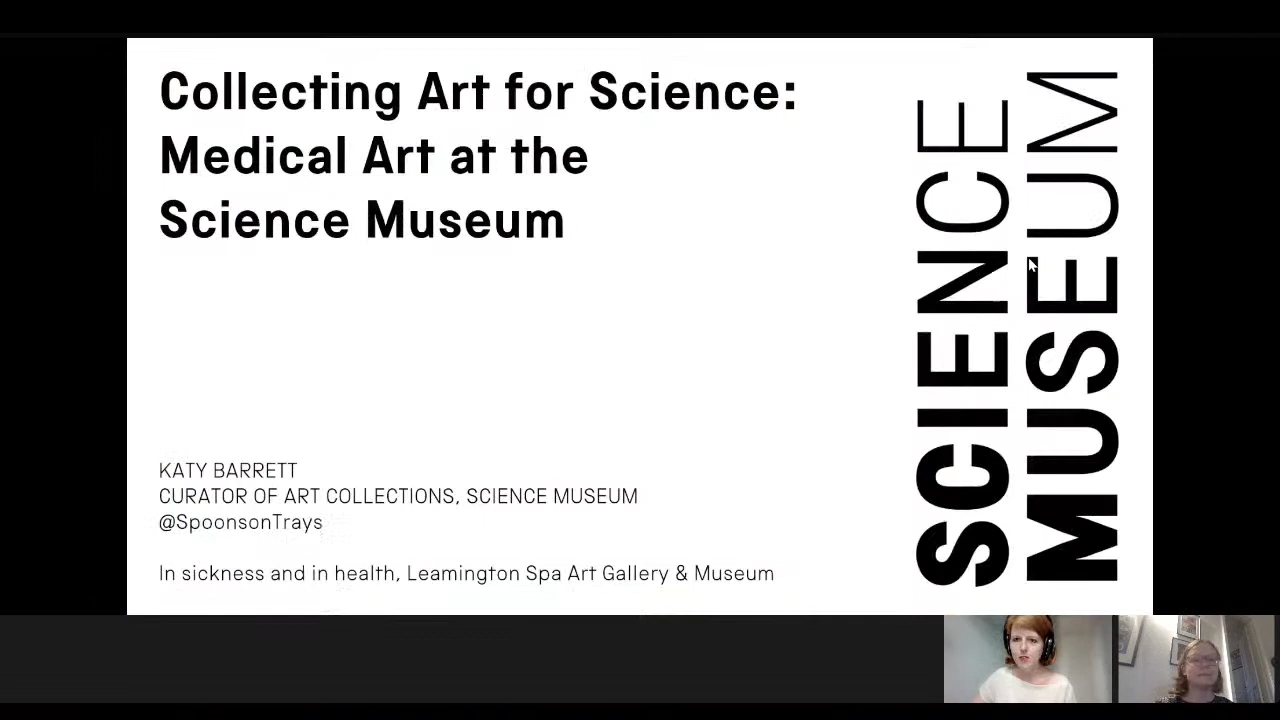 Collecting Art for Science:
Medical Art at the
Science Museum
SCIENCE
MUSEUM
KATY BARRETT
CURATOR OF ART COLLECTIONS, SCIENCE MUSEUM
@SpoonsonTrays
In sickness and in health, Leamington Spa Art Gallery & Museum